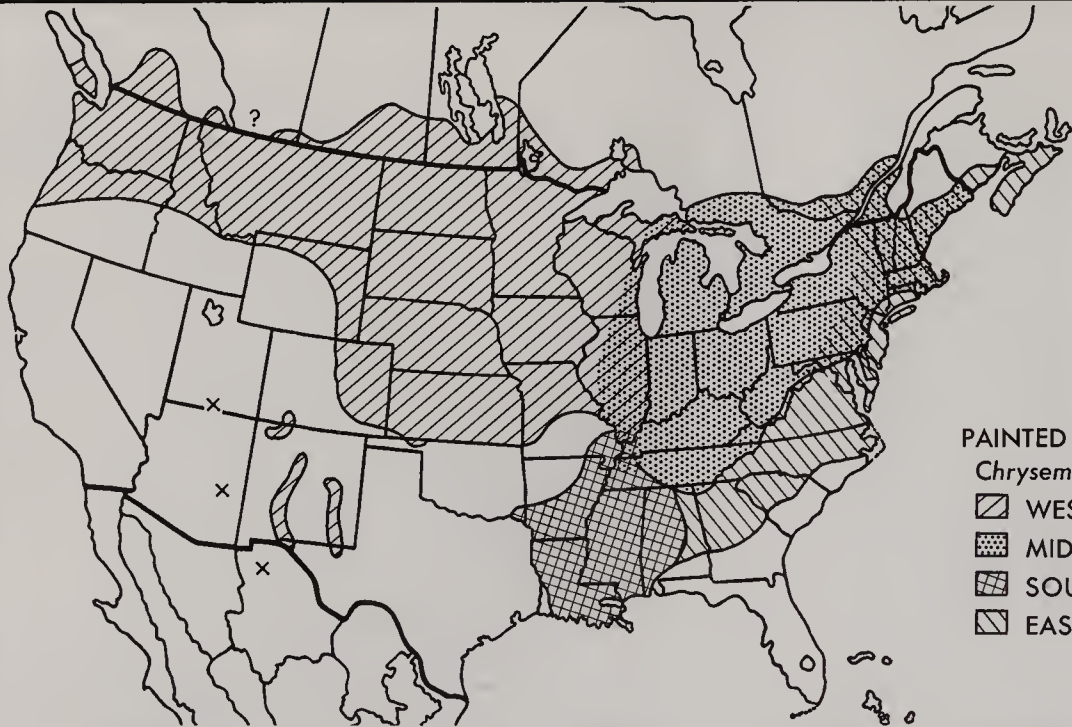 ?
×
×
×
PAINTED
Chrysem
WES
MID
SOU
EAS